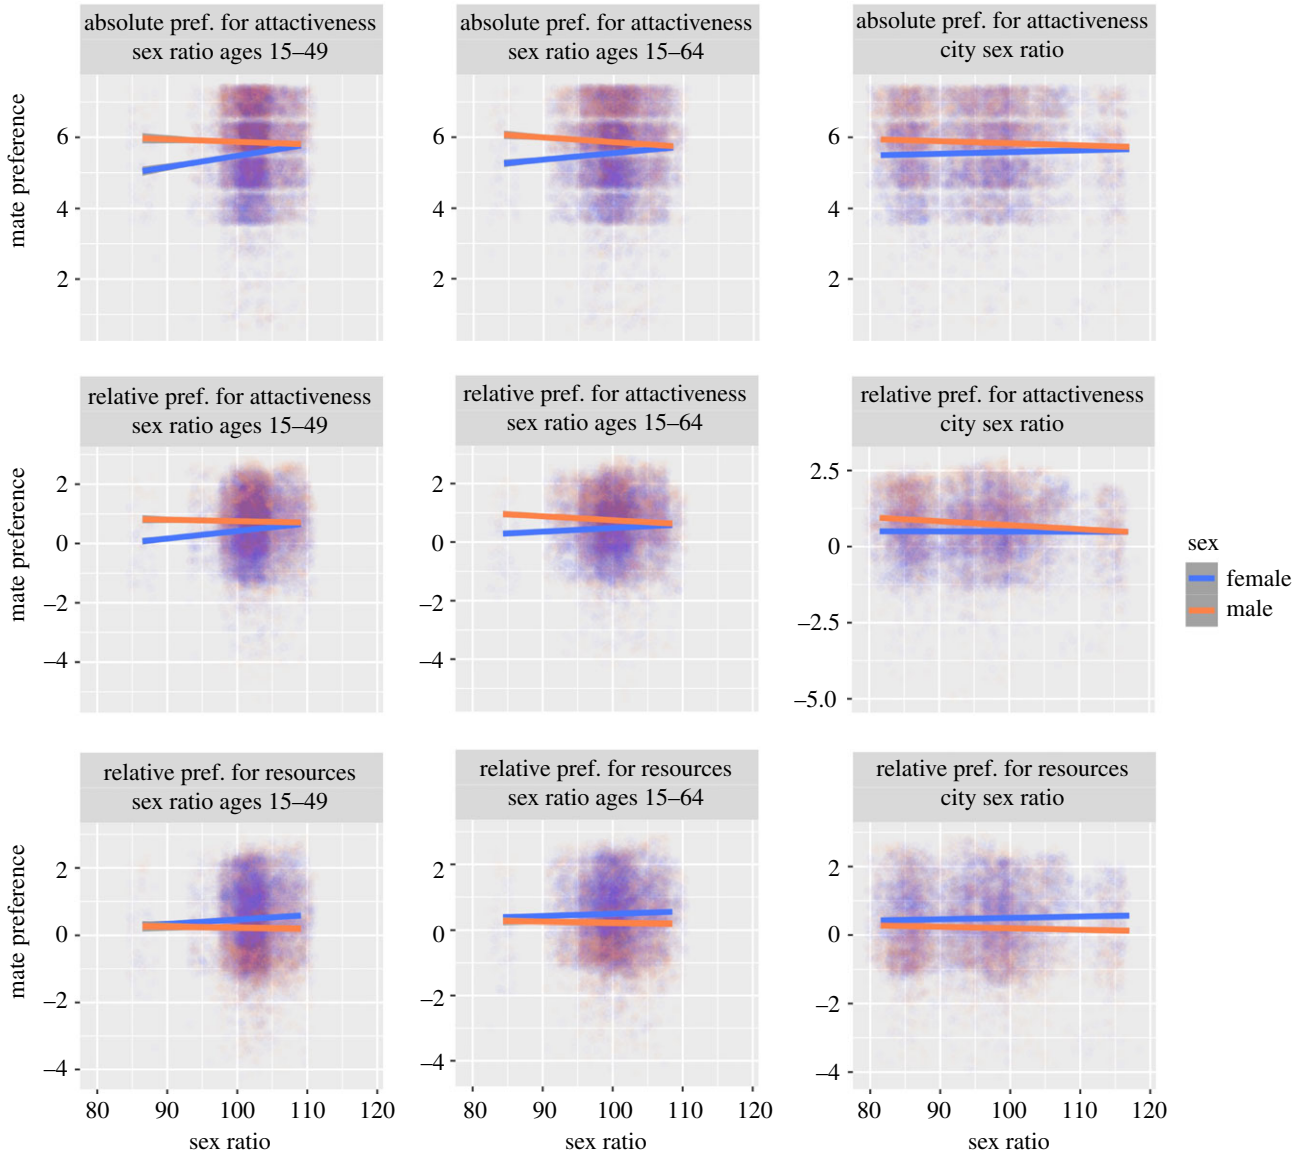 absolute pref. for attactiveness
sex ratio ages 15–49
absolute pref. for attactiveness
sex ratio ages 15–64
absolute pref. for attactiveness
city sex ratio
mate preference
6
4
2
6
4
2
6
4
2
relative pref. for attactiveness
sex ratio ages 15–49
relative pref. for attactiveness
sex ratio ages 15–64
relative pref. for attactiveness
city sex ratio
mate preference
2
0
–2
–4
2
0
–2
–4
2.5
0
–2.5
–5.0
sex
female
male
relative pref. for resources
sex ratio ages 15–49
relative pref. for resources
sex ratio ages 15–64
relative pref. for resources
city sex ratio
mate preference
2
0
–2
–4
2
0
–2
–4
2
0
–2
–4
80 90 100 110 120
80 90 100 110 120
80 90 100 110 120
sex ratio
sex ratio
sex ratio